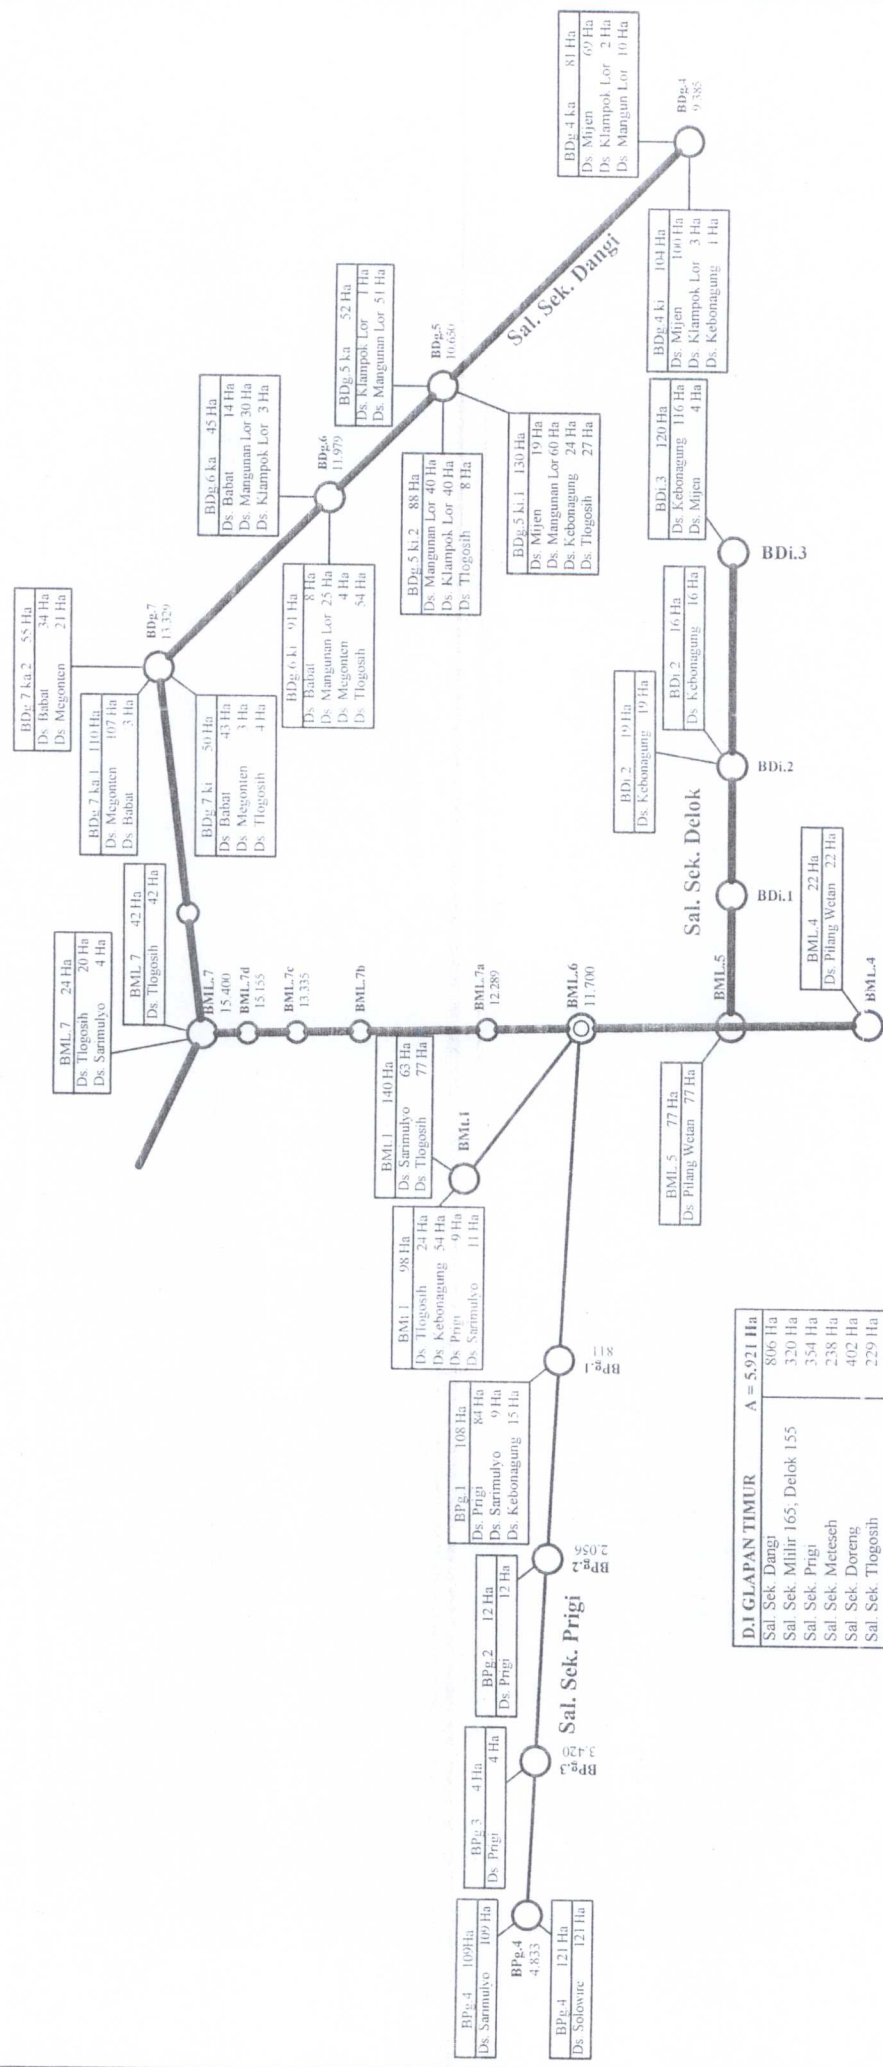 BDg.4 ka 81 Ha
Ds. Mijen 69 Ha
Ds. Klampok Lor 2 Ha
Ds. Mangun Lor 10 Ha
BDg.4
9.385
BDg.4 ki 104 Ha
Ds. Mijen 100 Ha
Ds. Klampok Lor 3 Ha
Ds. Kebonagung 1 Ha
Sal. Sek. Dangi
BDg.5 ka 52 Ha
Ds. Klampok Lor 1 Ha
Ds. Mangunan Lor 51 Ha
BDg.5
10.650
BDg.5 ki.2 88 Ha
Ds. Mangunan Lor 40 Ha
Ds. Klampok Lor 40 Ha
Ds. Tlogosih 8 Ha
BDg.5 ki.1 130 Ha
Ds. Mijen 19 Ha
Ds. Mangunan Lor 60 Ha
Ds. Kebonagung 24 Ha
Ds. Tlogosih 27 Ha
BDg.6 ka 45 Ha
Ds. Babat 14 Ha
Ds. Mangunan Lor 30 Ha
Ds. Klampok Lor 3 Ha
BDg.6
11.979
BDg.6 ki 91 Ha
Ds. Babat 8 Ha
Ds. Mangunan Lor 25 Ha
Ds. Megonten 4 Ha
Ds. Tlogosih 54 Ha
BDg.7 ka.2 55 Ha
Ds. Babat 34 Ha
Ds. Megonten 21 Ha
BDg.7
13.329
BDg.7 ka.1 110 Ha
Ds. Megonten 107 Ha
Ds. Babat 3 Ha
BDg.7 ki 50 Ha
Ds. Babat 43 Ha
Ds. Megonten 3 Ha
Ds. Tlogosih 4 Ha
BML.7 42 Ha
Ds. Tlogosih 42 Ha
BML.7 24 Ha
Ds. Tlogosih 20 Ha
Ds. Sarimulyo 4 Ha
BML.7
15.400
BML.7d
15.155
BML.7c
13.335
BML.7b
BML.7a
12.289
BML.6
11.700
BML.5
BML.4
BDi.3 120 Ha
Ds. Kebonagung 116 Ha
Ds. Mijen 4 Ha
BDi.3
BDi.2 16 Ha
Ds. Kebonagung 16 Ha
BDi.2 19 Ha
Ds. Kebonagung 19 Ha
BDi.2
Sal. Sek. Delok
BDi.1
BML.4 22 Ha
Ds. Pilang Wetan 22 Ha
BML.5 77 Ha
Ds. Pilang Wetan 77 Ha
BMt.1 140 Ha
Ds. Sarimulyo 63 Ha
Ds. Tlogosih 77 Ha
BMt.1
BMt.1 98 Ha
Ds. Tlogosih 24 Ha
Ds. Kebonagung 54 Ha
Ds. Prigi 9 Ha
Ds. Sarimulyo 11 Ha
BPg.1 108 Ha
Ds. Prigi 84 Ha
Ds. Sarimulyo 9 Ha
Ds. Kebonagung 15 Ha
BPg.1
811
BPg.2 12 Ha
Ds. Prigi 12 Ha
BPg.2
2.056
Sal. Sek. Prigi
BPg.3 4 Ha
Ds. Prigi 4 Ha
BPg.3
3.420
BPg.4 109Ha
Ds. Sarimulyo 109 Ha
BPg.4
4.833
BPg.4 121 Ha
Ds. Solowire 121 Ha
D.I GLAPAN TIMUR A = 5.921 Ha
Sal. Sek. Dangi 806 Ha
Sal. Sek. Mlilir 165; Delok 155 320 Ha
Sal. Sek. Prigi 354 Ha
Sal. Sek. Meteseh 238 Ha
Sal. Sek. Doreng 402 Ha
Sal. Sek. Tlogosih 229 Ha